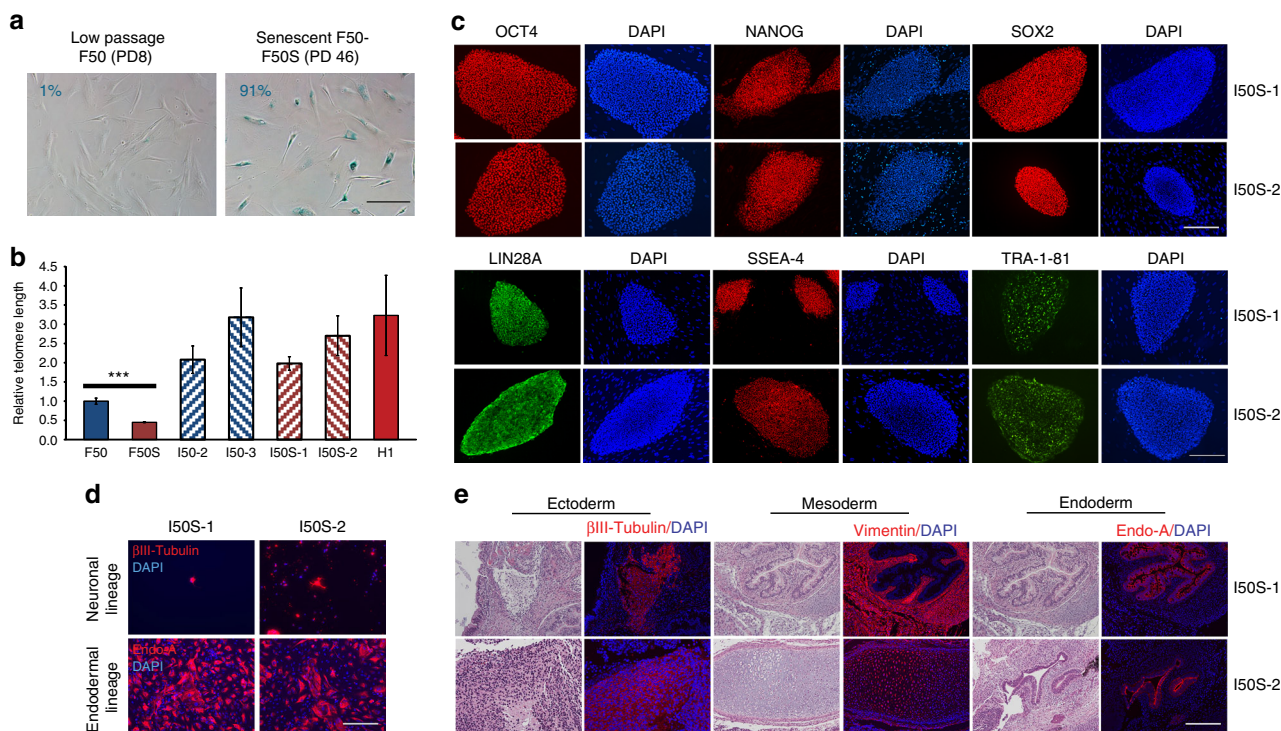 a
Low passage
F50 (PD8)
Senescent F50-
F50S (PD 46)
1%
91%
b
Relative telomere length
4.5
4.0
3.5
3.0
2.5
2.0
1.5
1.0
0.5
0.0
***
F50
F50S
I50-2
I50-3
I50S-1
I50S-2
H1
c
OCT4
DAPI
NANOG
DAPI
SOX2
DAPI
I50S-1
I50S-2
LIN28A
DAPI
SSEA-4
DAPI
TRA-1-81
DAPI
I50S-1
I50S-2
d
I50S-1
I50S-2
Neuronal
lineage
βIII-Tubulin
DAPI
Endodermal
lineage
Endo-A
DAPI
e
Ectoderm
Mesoderm
Endoderm
βIII-Tubulin/DAPI
Vimentin/DAPI
Endo-A/DAPI
I50S-1
I50S-2